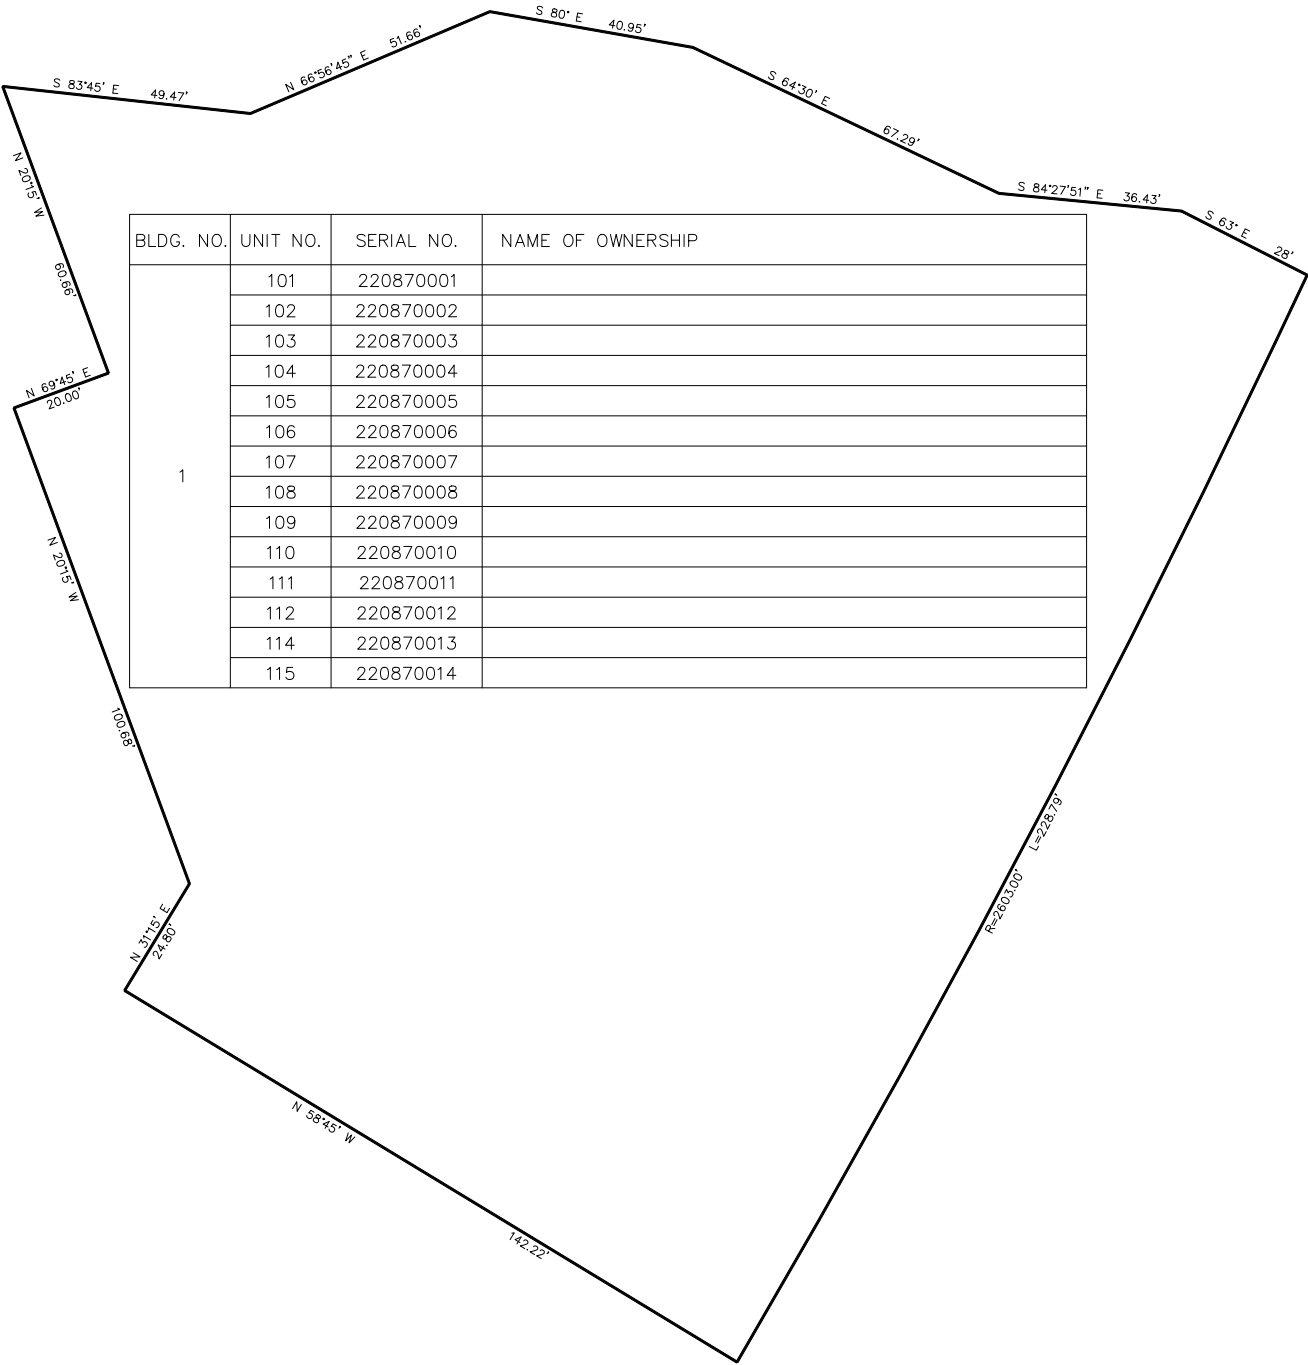 S 80° E 40.95'
N 66°56'45" E 51.66'
S 83°45' E 49.47'
S 64°30' E 67.29'
S 84°27'51" E 36.43'
S 63° E 28'
N 20°15' W 60.66'
N 69°45' E
20.00'
BLDG. NO. UNIT NO. SERIAL NO. NAME OF OWNERSHIP
101 220870001
102 220870002
103 220870003
104 220870004
105 220870005
106 220870006
107 220870007
1
108 220870008
109 220870009
110 220870010
111 220870011
112 220870012
114 220870013
115 220870014
N 20°15' W 100.68'
R=2603.00' L=228.79'
N 31°15' E
24.80'
N 58°45' W 142.22'